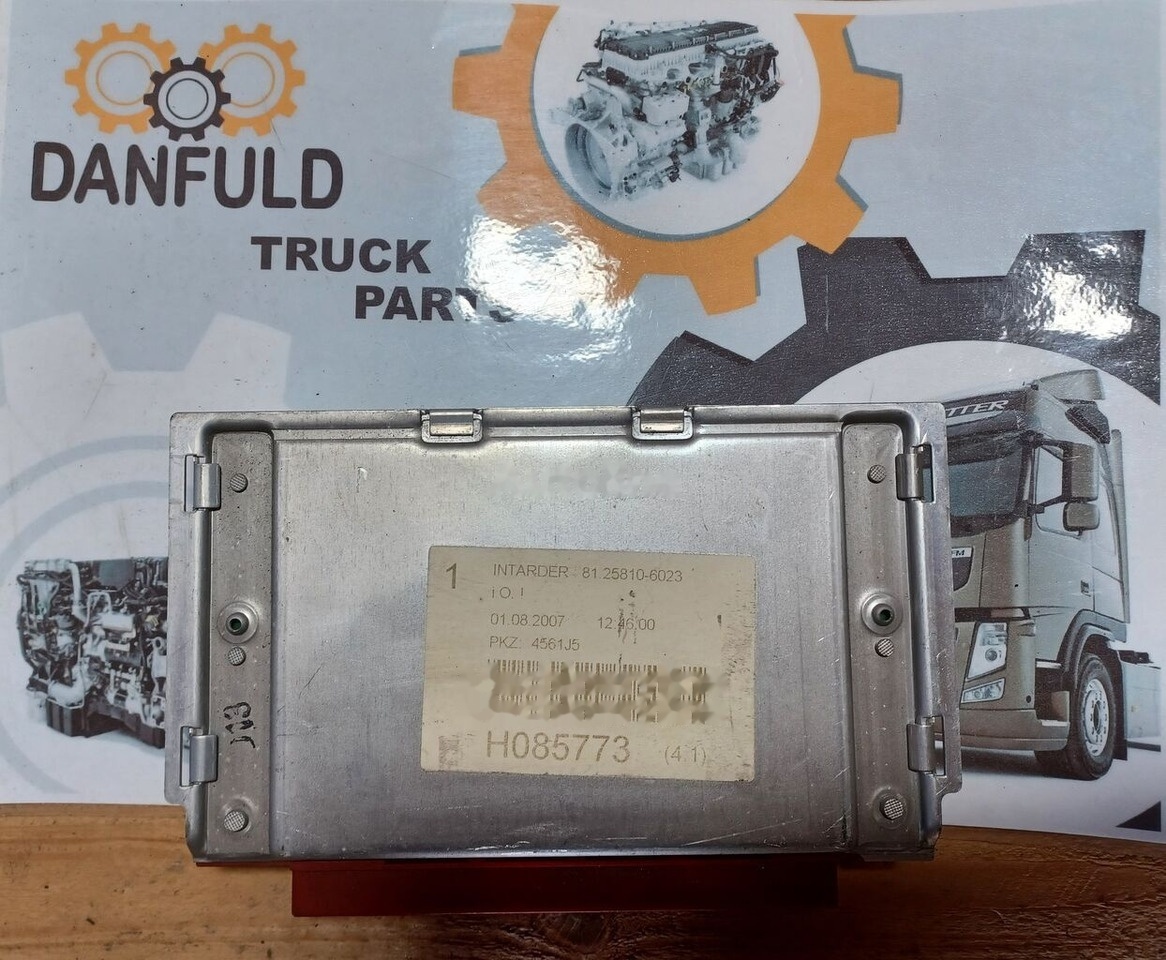 DANFULD
TRUCK
PARTS
1
INTARDER 81.25810-6023
i.O. !
01.08.2007 12:46:00
PKZ: 4561J5
H085773 (4.1)
FM